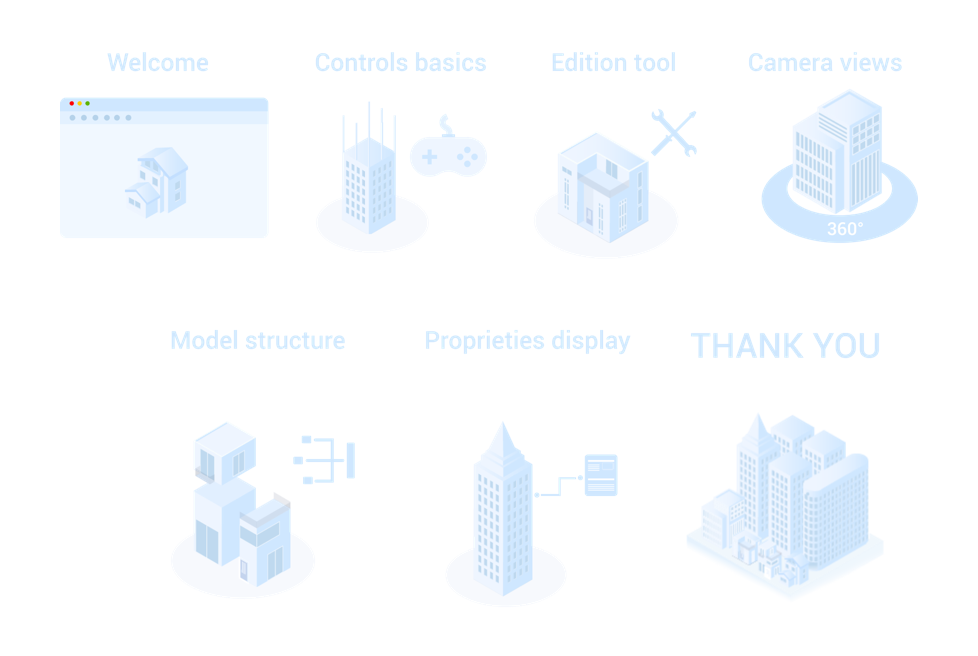 Welcome
Controls basics
Edition tool
Camera views
360°
Model structure
Proprieties display
THANK YOU